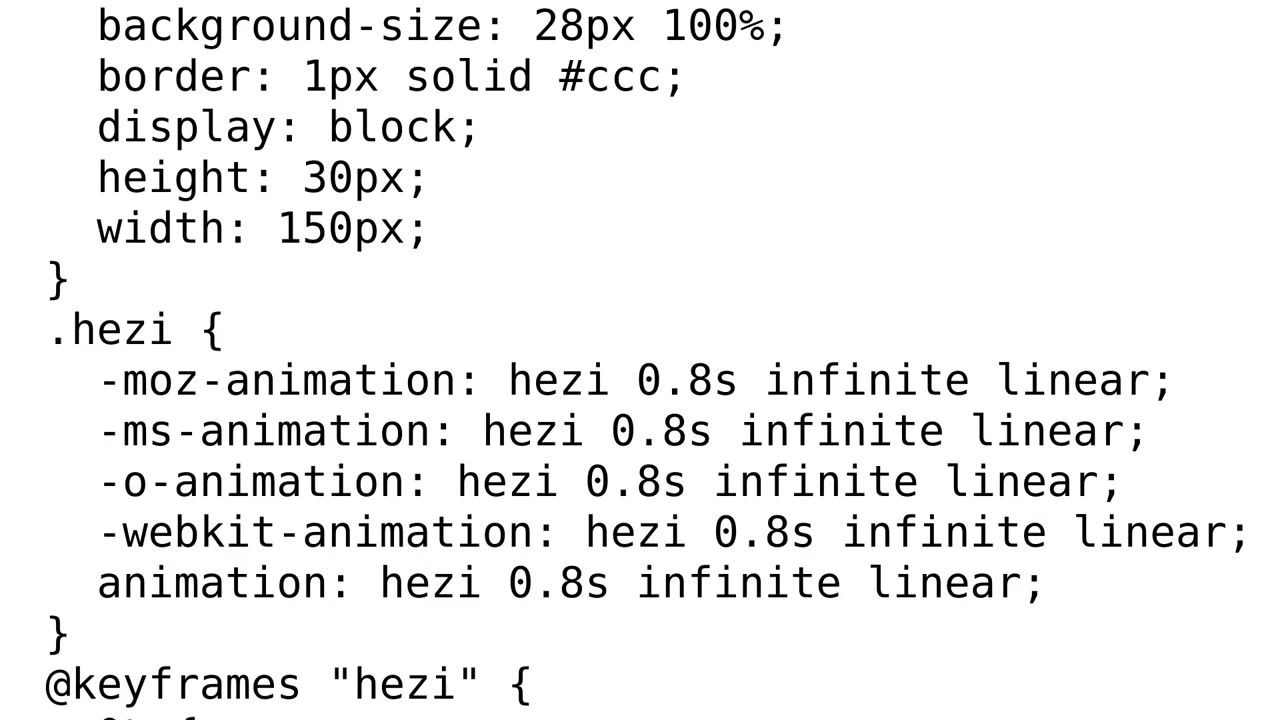 background-size: 28px 100%;
border: 1px solid #ccc;
display: block;
height: 30px;
width: 150px;
}
.hezi {
-moz-animation: hezi 0.8s infinite linear;
-ms-animation: hezi 0.8s infinite linear;
-o-animation: hezi 0.8s infinite linear;
-webkit-animation: hezi 0.8s infinite linear;
animation: hezi 0.8s infinite linear;
}
@keyframes "hezi" {